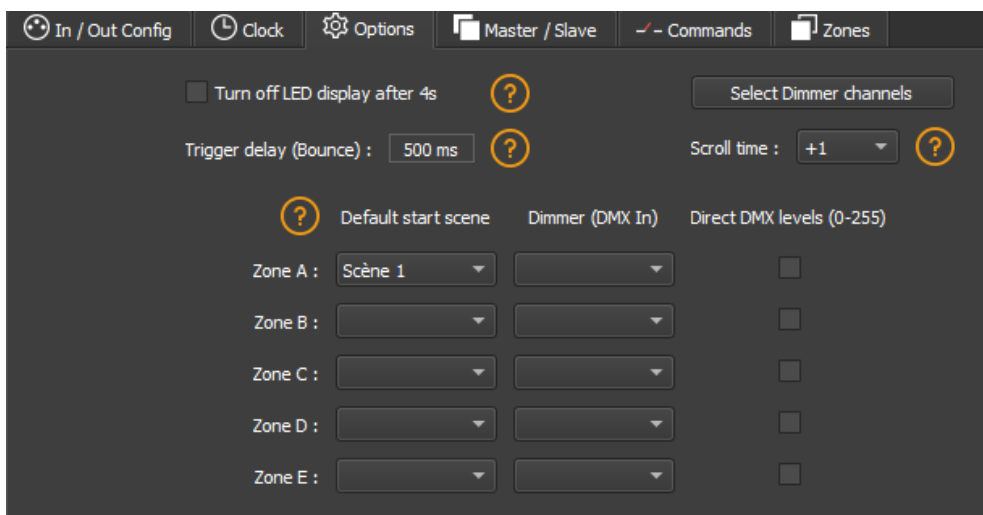 In / Out Config Clock Options Master / Slave Commands Zones
Turn off LED display after 4s ? Select Dimmer channels
Trigger delay (Bounce) : 500 ms ? Scroll time : +1 ?
? Default start scene Dimmer (DMX In) Direct DMX levels (0-255)
Zone A : Scène 1
Zone B :
Zone C :
Zone D :
Zone E :